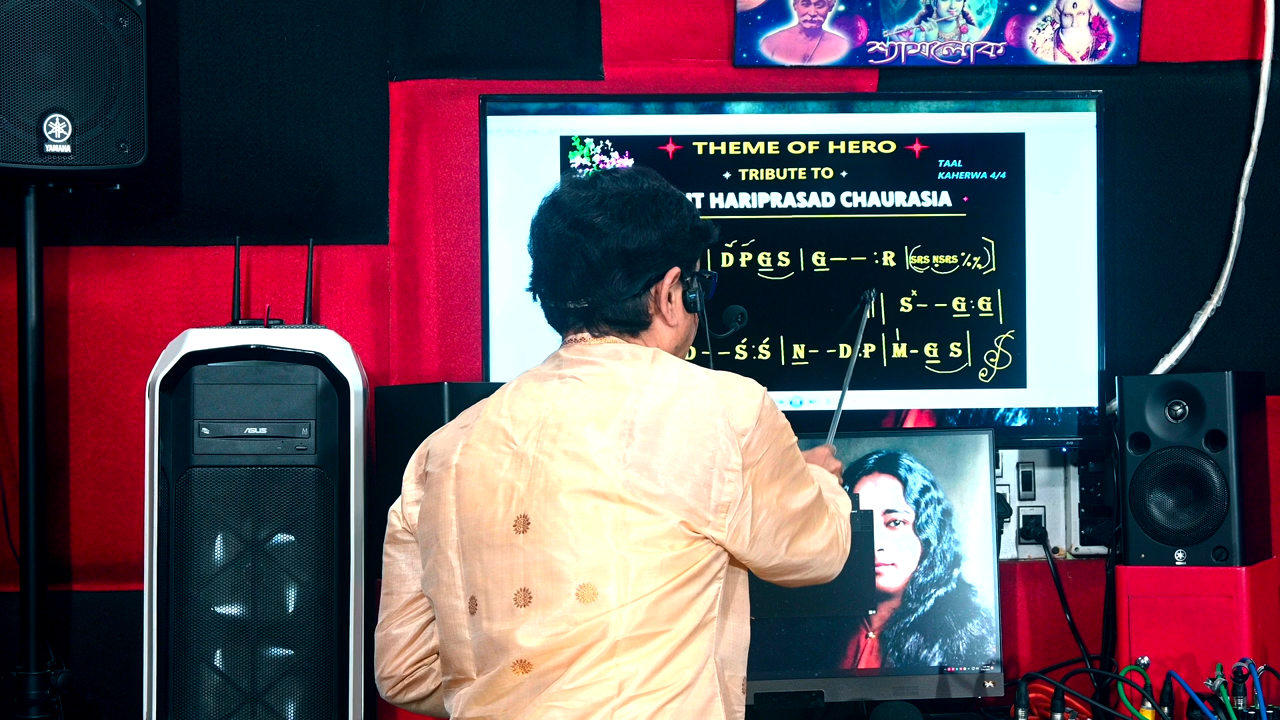 শ্যামলোক
YAMAHA
THEME OF HERO
TRIBUTE TO
TAAL
KAHERWA 4/4
HARIPRASAD CHAURASIA
| D P G S | G – – : R | (SRS NSRS %%)
|| S – – G : G |
– – Ś : Ś | N – – D : P | M – G S |
ASUS